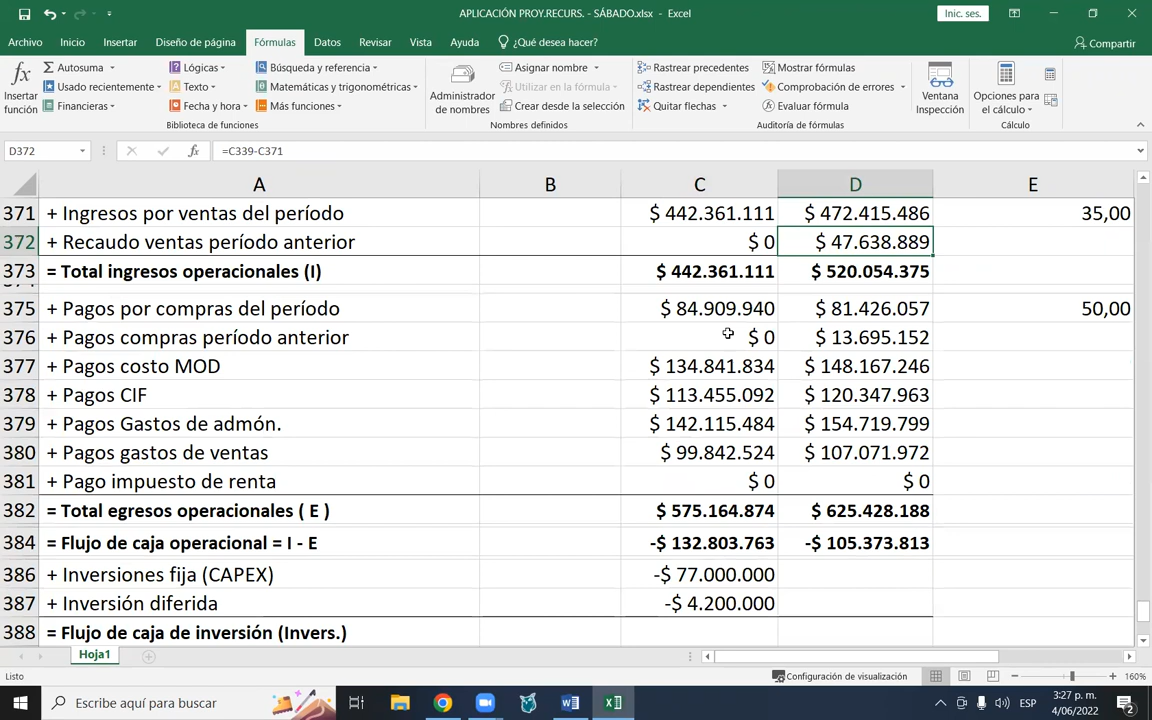 APLICACIÓN PROY.RECURS. - SÁBADO.xlsx - Excel
Inic. ses.
Archivo Inicio Insertar Diseño de página Fórmulas Datos Revisar Vista Ayuda ¿Qué desea hacer? Compartir
Insertar función
Autosuma
Usado recientemente
Financieras
Lógicas
Texto
Fecha y hora
Búsqueda y referencia
Matemáticas y trigonométricas
Más funciones
Biblioteca de funciones
Administrador de nombres
Asignar nombre
Utilizar en la fórmula
Crear desde la selección
Nombres definidos
Rastrear precedentes
Rastrear dependientes
Quitar flechas
Mostrar fórmulas
Comprobación de errores
Evaluar fórmula
Auditoría de fórmulas
Ventana Inspección
Opciones para el cálculo
Cálculo
D372 fx =C339-C371
A B C D E
371 + Ingresos por ventas del período $ 442.361.111 $ 472.415.486 35,00
372 + Recaudo ventas período anterior $ 0 $ 47.638.889
373 = Total ingresos operacionales (I) $ 442.361.111 $ 520.054.375
374
375 + Pagos por compras del período $ 84.909.940 $ 81.426.057 50,00
376 + Pagos compras período anterior $ 0 $ 13.695.152
377 + Pagos costo MOD $ 134.841.834 $ 148.167.246
378 + Pagos CIF $ 113.455.092 $ 120.347.963
379 + Pagos Gastos de admón. $ 142.115.484 $ 154.719.799
380 + Pagos gastos de ventas $ 99.842.524 $ 107.071.972
381 + Pago impuesto de renta $ 0 $ 0
382 = Total egresos operacionales ( E ) $ 575.164.874 $ 625.428.188
384 = Flujo de caja operacional = I - E -$ 132.803.763 -$ 105.373.813
386 + Inversiones fija (CAPEX) -$ 77.000.000
387 + Inversión diferida -$ 4.200.000
388 = Flujo de caja de inversión (Invers.)
Hoja1
Listo Configuración de visualización 160%
Escribe aquí para buscar
ESP
3:27 p. m.
4/06/2022
2